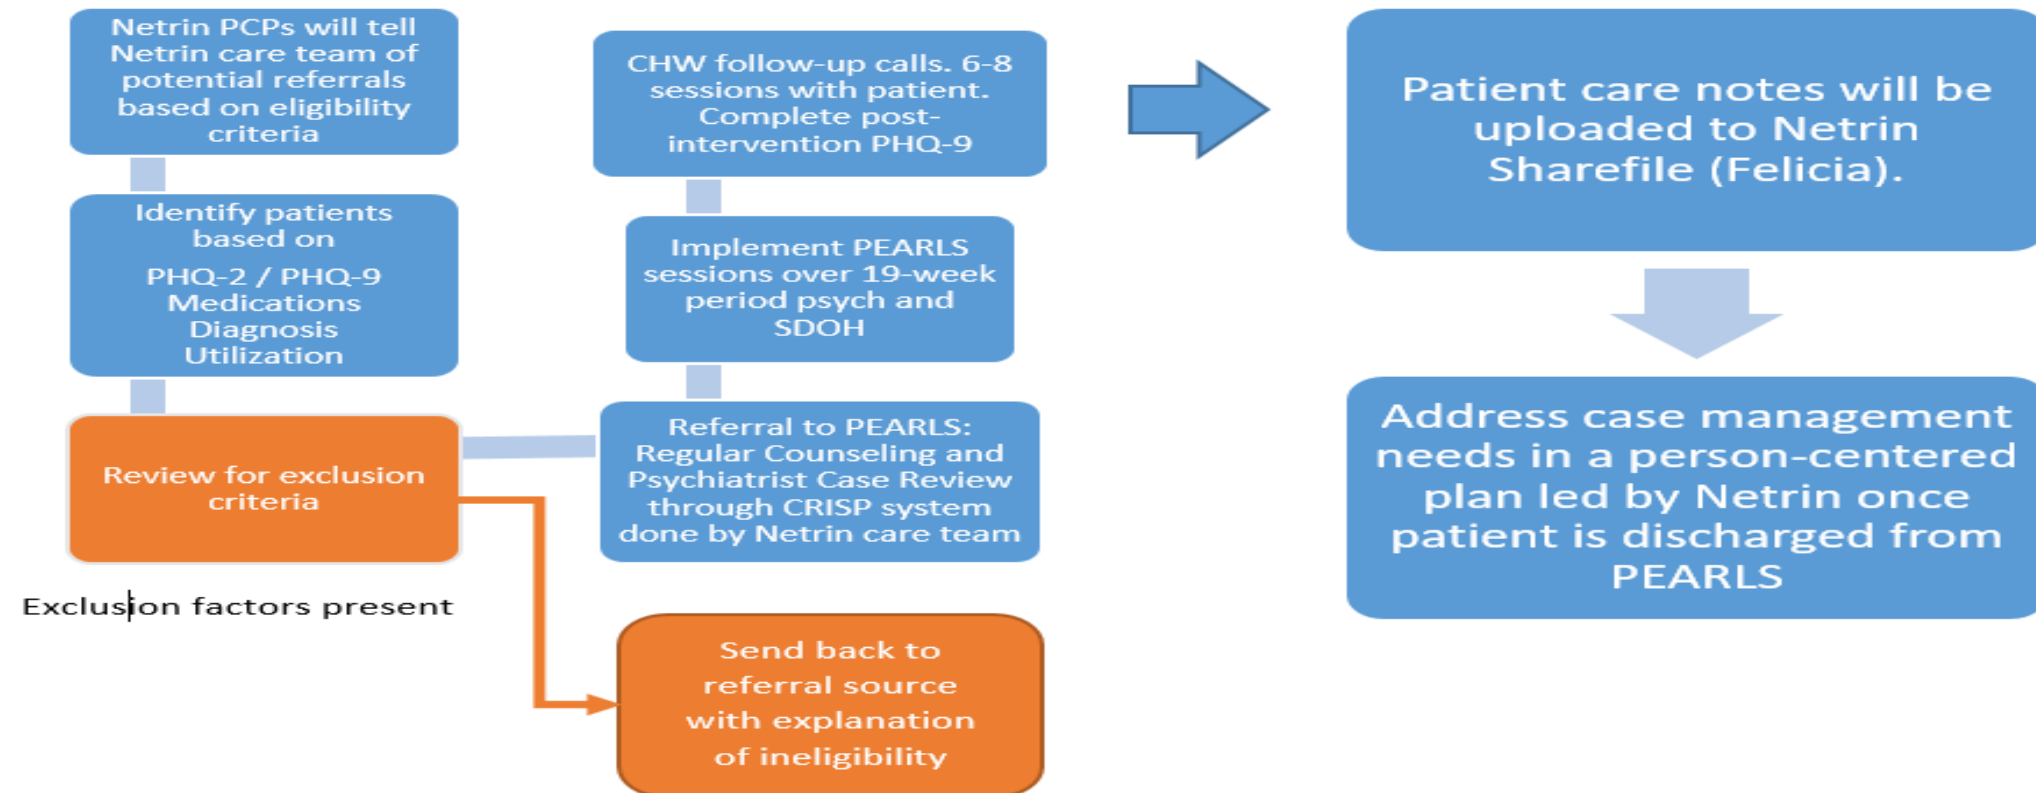 Netrin PCPs will tell
Netrin care team of
potential referrals
based on eligibility
criteria
Identify patients
based on
PHQ-2 / PHQ-9
Medications
Diagnosis
Utilization
Review for exclusion
criteria
Exclusion factors present
Send back to
referral source
with explanation
of ineligibility
Referral to PEARLS:
Regular Counseling and
Psychiatrist Case Review
through CRISP system
done by Netrin care team
Implement PEARLS
sessions over 19-week
period psych and
SDOH
CHW follow-up calls. 6-8
sessions with patient.
Complete post-
intervention PHQ-9
Patient care notes will be
uploaded to Netrin
Sharefile (Felicia).
Address case management
needs in a person-centered
plan led by Netrin once
patient is discharged from
PEARLS